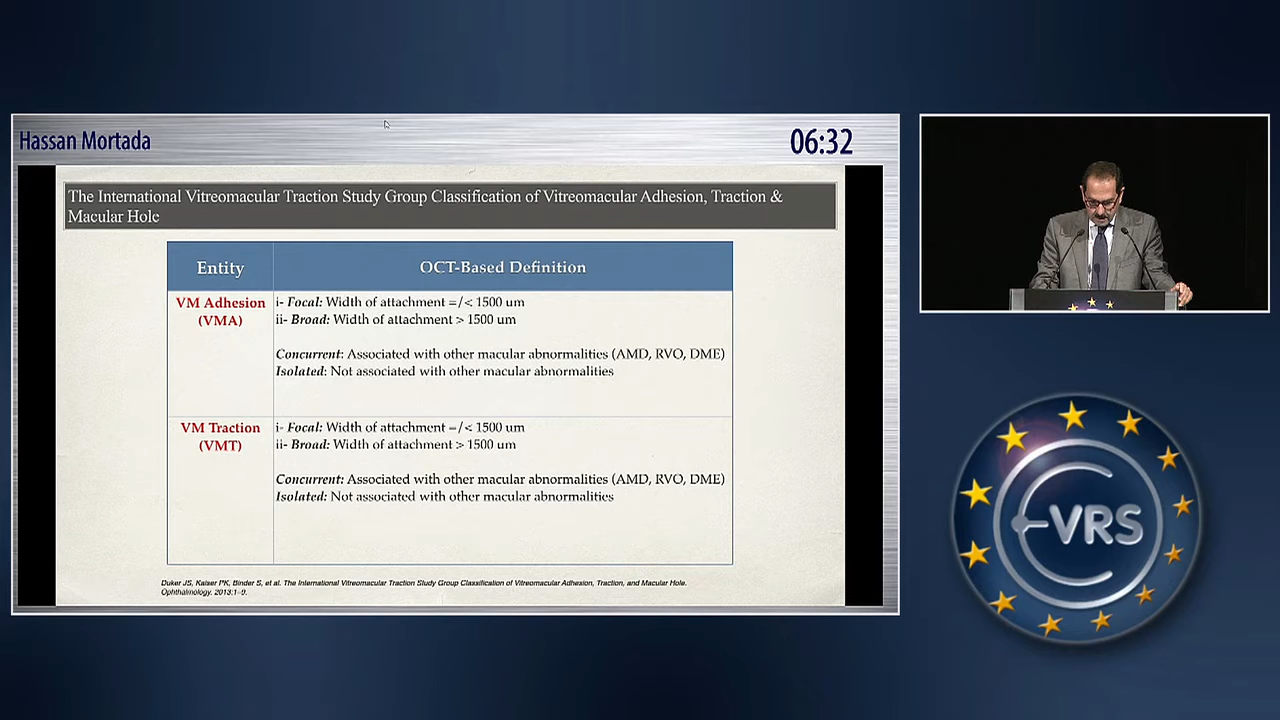 Hassan Mortada
06:32
The International Vitreomacular Traction Study Group Classification of Vitreomacular Adhesion, Traction &
Macular Hole
Entity
OCT-Based Definition
VM Adhesion
(VMA)
i- Focal: Width of attachment =/< 1500 um
ii- Broad: Width of attachment > 1500 um
Concurrent: Associated with other macular abnormalities (AMD, RVO, DME)
Isolated: Not associated with other macular abnormalities
VM Traction
(VMT)
i- Focal: Width of attachment =/< 1500 um
ii- Broad: Width of attachment > 1500 um
Concurrent: Associated with other macular abnormalities (AMD, RVO, DME)
Isolated: Not associated with other macular abnormalities
Duker JS, Kaiser PK, Binder S, et al. The International Vitreomacular Traction Study Group Classification of Vitreomacular Adhesion, Traction, and Macular Hole.
Ophthalmology. 2013:1–9.
EVRS